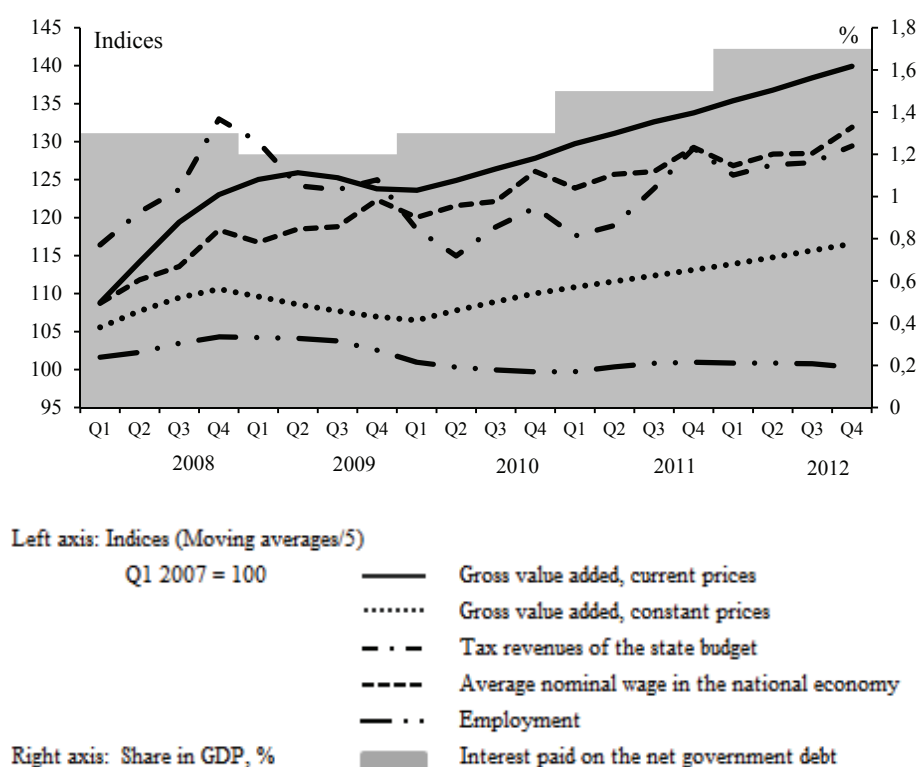 145 1,8
Indices %
140 1,6
135 1,4
130 1,2
125 1
120
115 0,8
110 0,6
105 0,4
100 0,2
95 0
Q1 Q2 Q3 Q4 Q1 Q2 Q3 Q4 Q1 Q2 Q3 Q4 Q1 Q2 Q3 Q4 Q1 Q2 Q3 Q4
2008 2009 2010 2011 2012
Left axis: Indices (Moving averages/5)
Q1 2007 = 100 Gross value added, current prices
Gross value added, constant prices
Tax revenues of the state budget
Average nominal wage in the national economy
Employment
Right axis: Share in GDP, % Interest paid on the net government debt